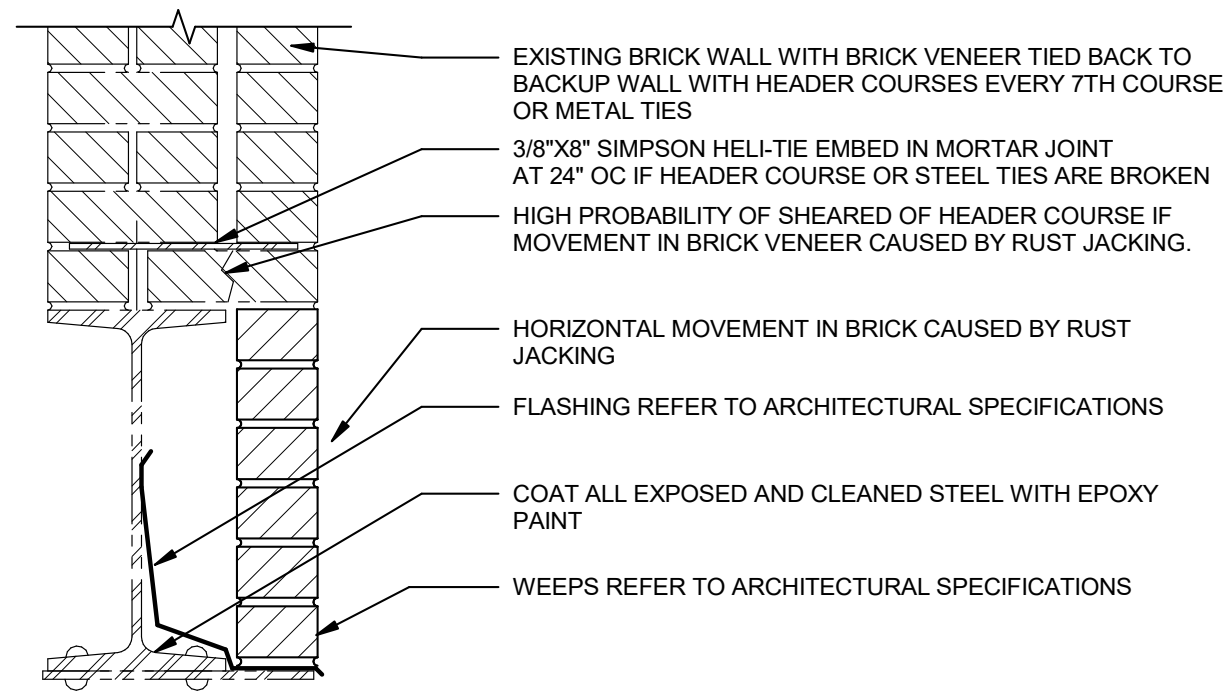 EXISTING BRICK WALL WITH BRICK VENEER TIED BACK TO
BACKUP WALL WITH HEADER COURSES EVERY 7TH COURSE
OR METAL TIES
3/8"X8" SIMPSON HELI-TIE EMBED IN MORTAR JOINT
AT 24" OC IF HEADER COURSE OR STEEL TIES ARE BROKEN
HIGH PROBABILITY OF SHEARED OF HEADER COURSE IF
MOVEMENT IN BRICK VENEER CAUSED BY RUST JACKING.
HORIZONTAL MOVEMENT IN BRICK CAUSED BY RUST
JACKING
FLASHING REFER TO ARCHITECTURAL SPECIFICATIONS
COAT ALL EXPOSED AND CLEANED STEEL WITH EPOXY
PAINT
WEEPS REFER TO ARCHITECTURAL SPECIFICATIONS